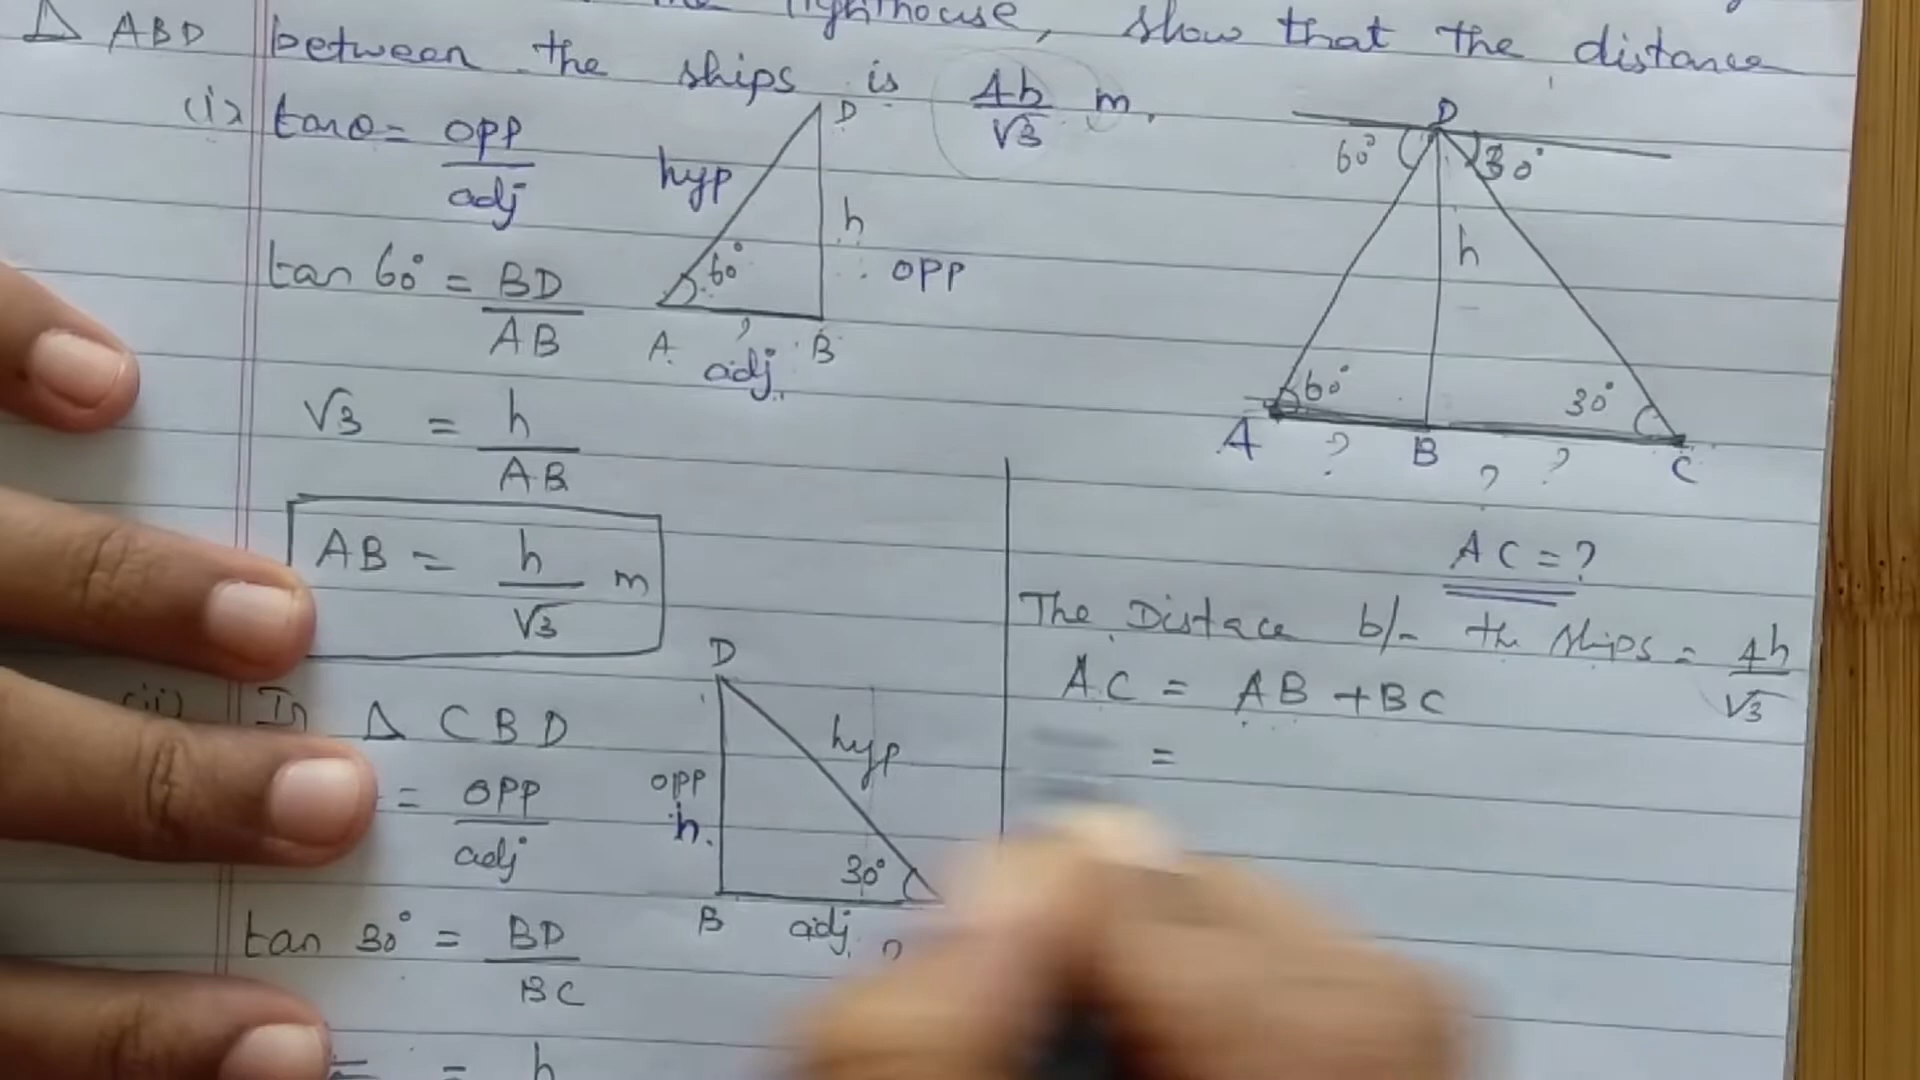 lighthouse, show that the distance
Δ ABD between the ships is 4h/√3 m.
(i) tanθ = opp/adj
hyp
D
h
opp
60°
A ? B
adj
tan 60° = BD/AB
√3 = h/AB
AB = h/√3 m
D
60° 30°
h
60° 30°
A ? B ? ? C
AC = ?
The Distace b/n the ships = 4h/√3
AC = AB + BC
=
(ii) In Δ CBD
= opp/adj
D
hyp
opp
h.
30°
B adj
tan 30° = BD/BC
= h